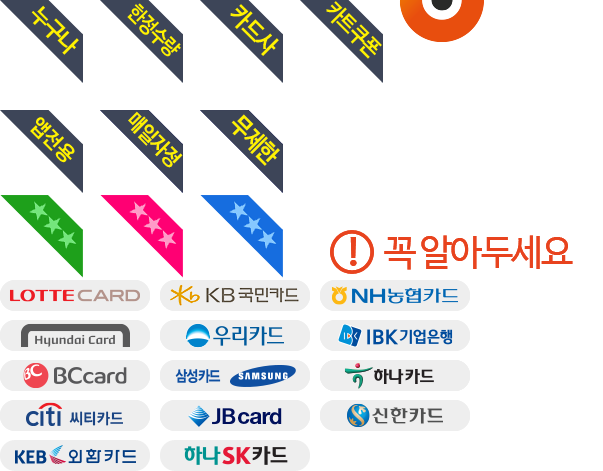 누구나 한정수량 카드사 카트쿠폰
앱전용 매일자정 무제한
! 꼭 알아두세요
LOTTE CARD KB 국민카드 NH농협카드
Hyundai Card 우리카드 IBK기업은행
BC BCcard 삼성카드 SAMSUNG 하나카드
citi 씨티카드 JB card 신한카드
KEB 외환카드 하나SK카드